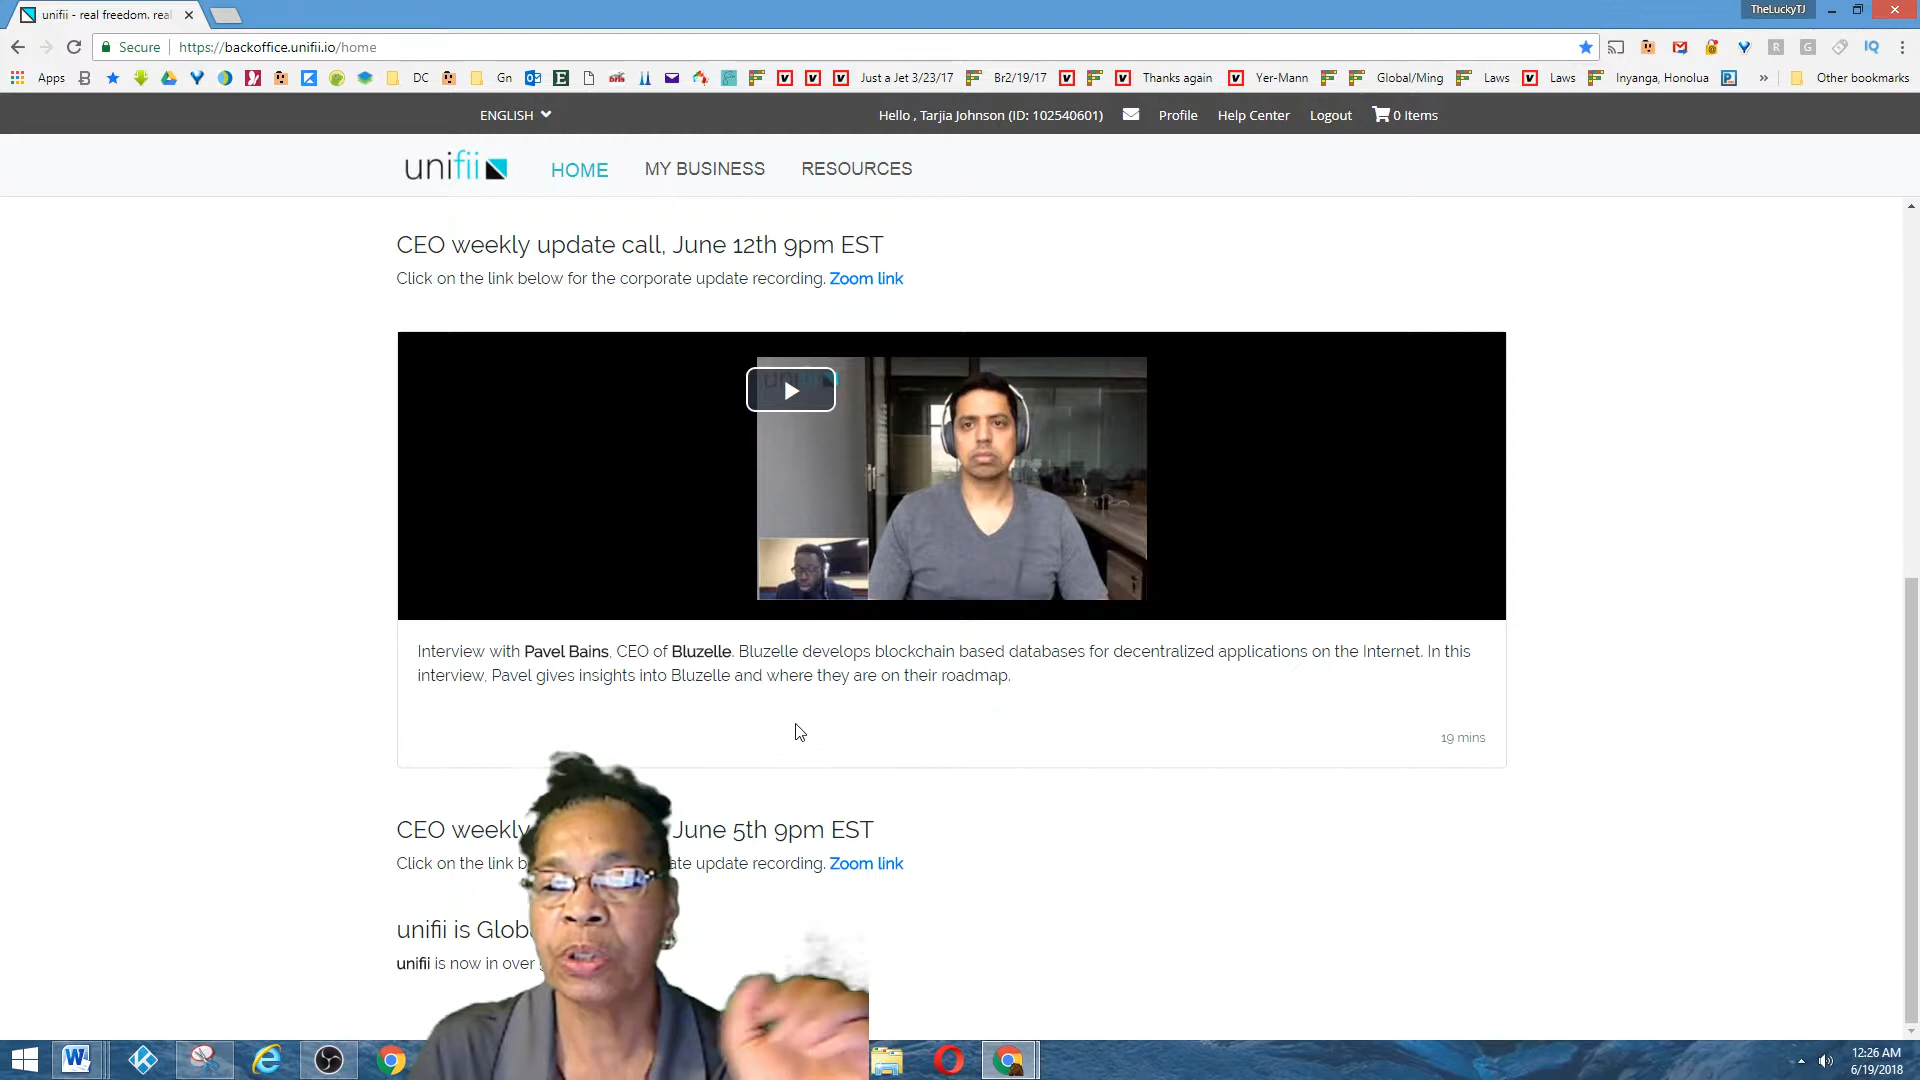 unifii - real freedom. real
TheLuckyTJ
Secure
https://backoffice.unifii.io/home
Apps
DC
Gn
Just a Jet 3/23/17
Br2/19/17
Thanks again
Yer-Mann
Global/Ming
Laws
Laws
Inyanga, Honolua
»
Other bookmarks
ENGLISH
Hello , Tarjia Johnson (ID: 102540601)
Profile
Help Center
Logout
0 Items
unifii
HOME
MY BUSINESS
RESOURCES
CEO weekly update call, June 12th 9pm EST
Click on the link below for the corporate update recording. Zoom link
Interview with Pavel Bains, CEO of Bluzelle. Bluzelle develops blockchain based databases for decentralized applications on the Internet. In this
interview, Pavel gives insights into Bluzelle and where they are on their roadmap.
19 mins
CEO weekly June 5th 9pm EST
Click on the link ate update recording. Zoom link
unifii is Glob
unifii is now in over
12:26 AM
6/19/2018